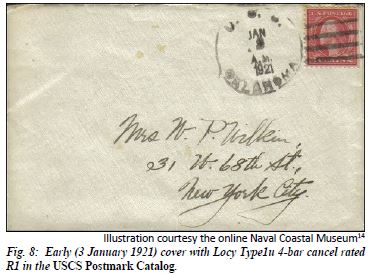 U. S. S.
JAN
3
A.M.
1921
OKLAHOMA
U.S. POSTAGE
Mrs W. P. Wilkin,
31 W. 68th St,
New York City.
Illustration courtesy the online Naval Coastal Museum14
Fig. 8: Early (3 January 1921) cover with Locy Type1u 4-bar cancel rated
R1 in the USCS Postmark Catalog.